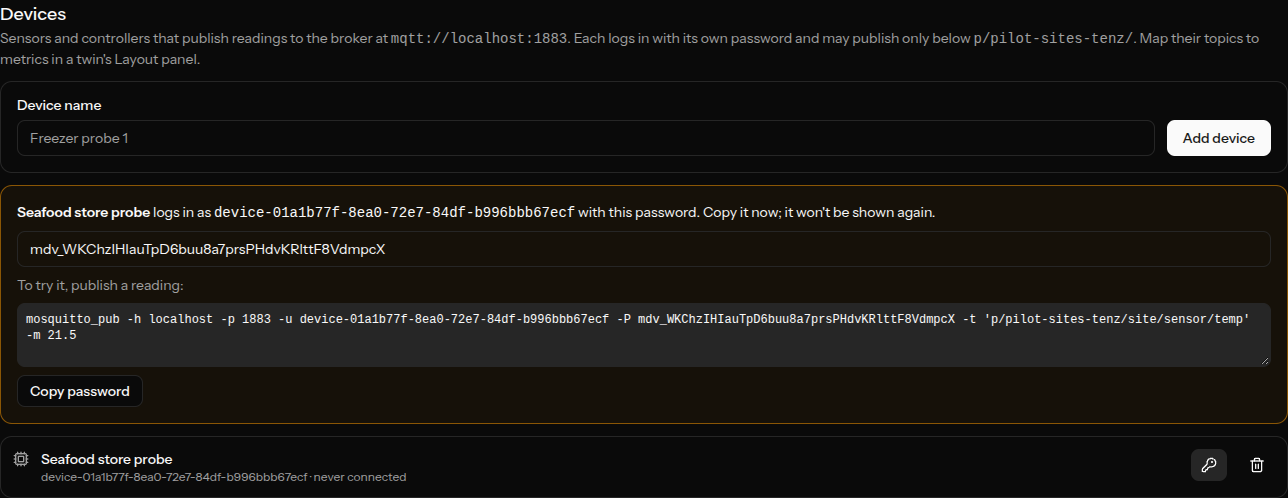 Devices
Sensors and controllers that publish readings to the broker at mqtt://localhost:1883. Each logs in with its own password and may publish only below p/pilot-sites-tenz/. Map their topics to
metrics in a twin's Layout panel.
Device name
Freezer probe 1
Add device
Seafood store probe logs in as device-01a1b77f-8ea0-72e7-84df-b996bbb67ecf with this password. Copy it now; it won't be shown again.
mdv_WKChzIHIauTpD6buu8a7prsPHdvKRlttF8VdmpcX
To try it, publish a reading:
mosquitto_pub -h localhost -p 1883 -u device-01a1b77f-8ea0-72e7-84df-b996bbb67ecf -P mdv_WKChzIHIauTpD6buu8a7prsPHdvKRlttF8VdmpcX -t 'p/pilot-sites-tenz/site/sensor/temp'
-m 21.5
Copy password
Seafood store probe
device-01a1b77f-8ea0-72e7-84df-b996bbb67ecf · never connected